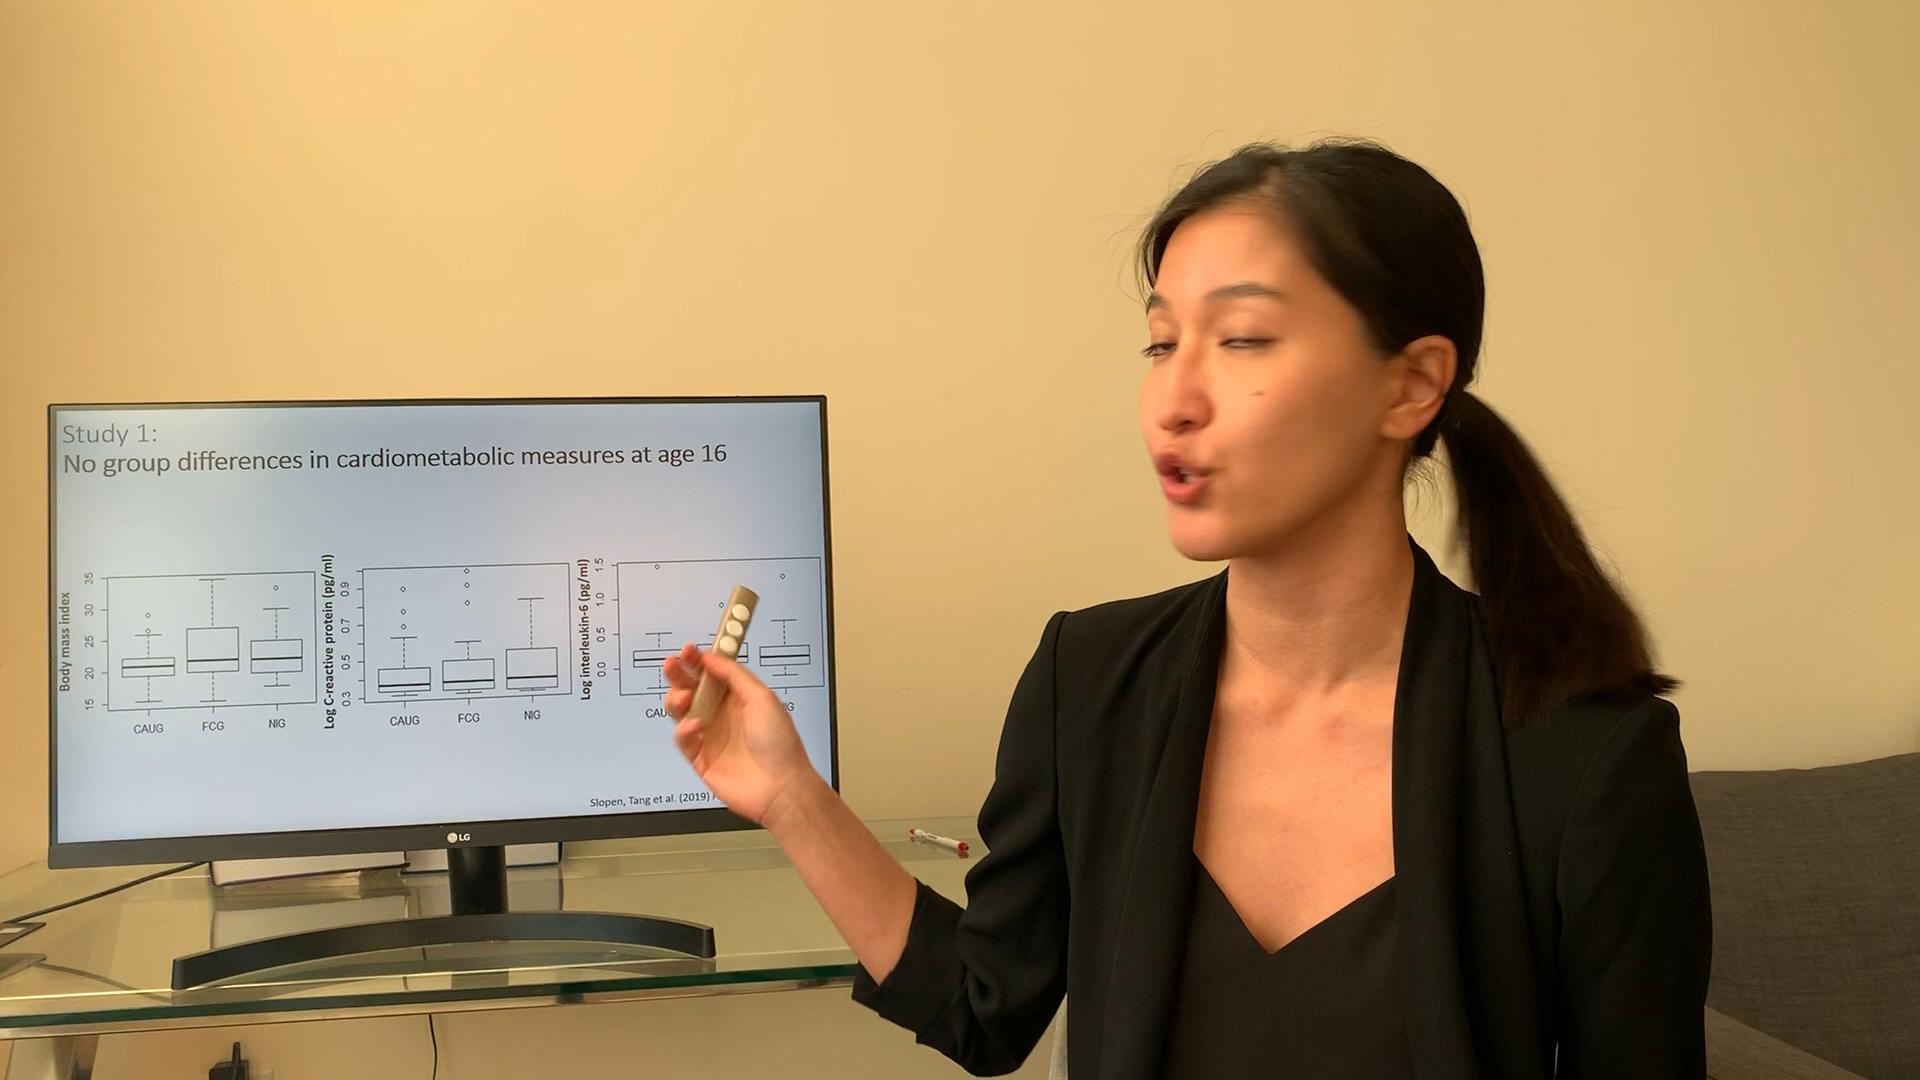 Study 1:
No group differences in cardiometabolic measures at age 16
Body mass index
35
30
25
20
15
CAUG
FCG
NIG
Log C-reactive protein (pg/ml)
0.9
0.7
0.5
0.3
CAUG
FCG
NIG
Log interleukin-6 (pg/ml)
1.5
1.0
0.5
0.0
Slopen, Tang et al. (2019)
LG